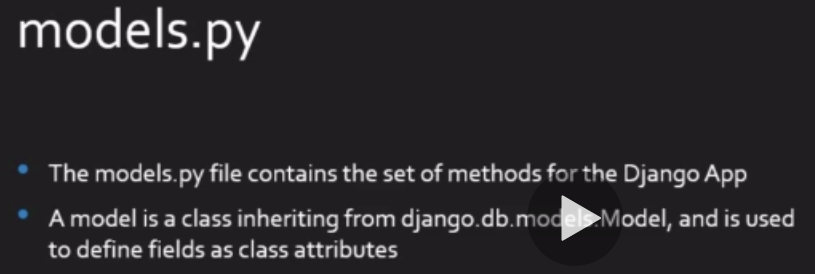 models.py
The models.py file contains the set of methods for the Django App
A model is a class inheriting from django.db.models.Model, and is used
to define fields as class attributes